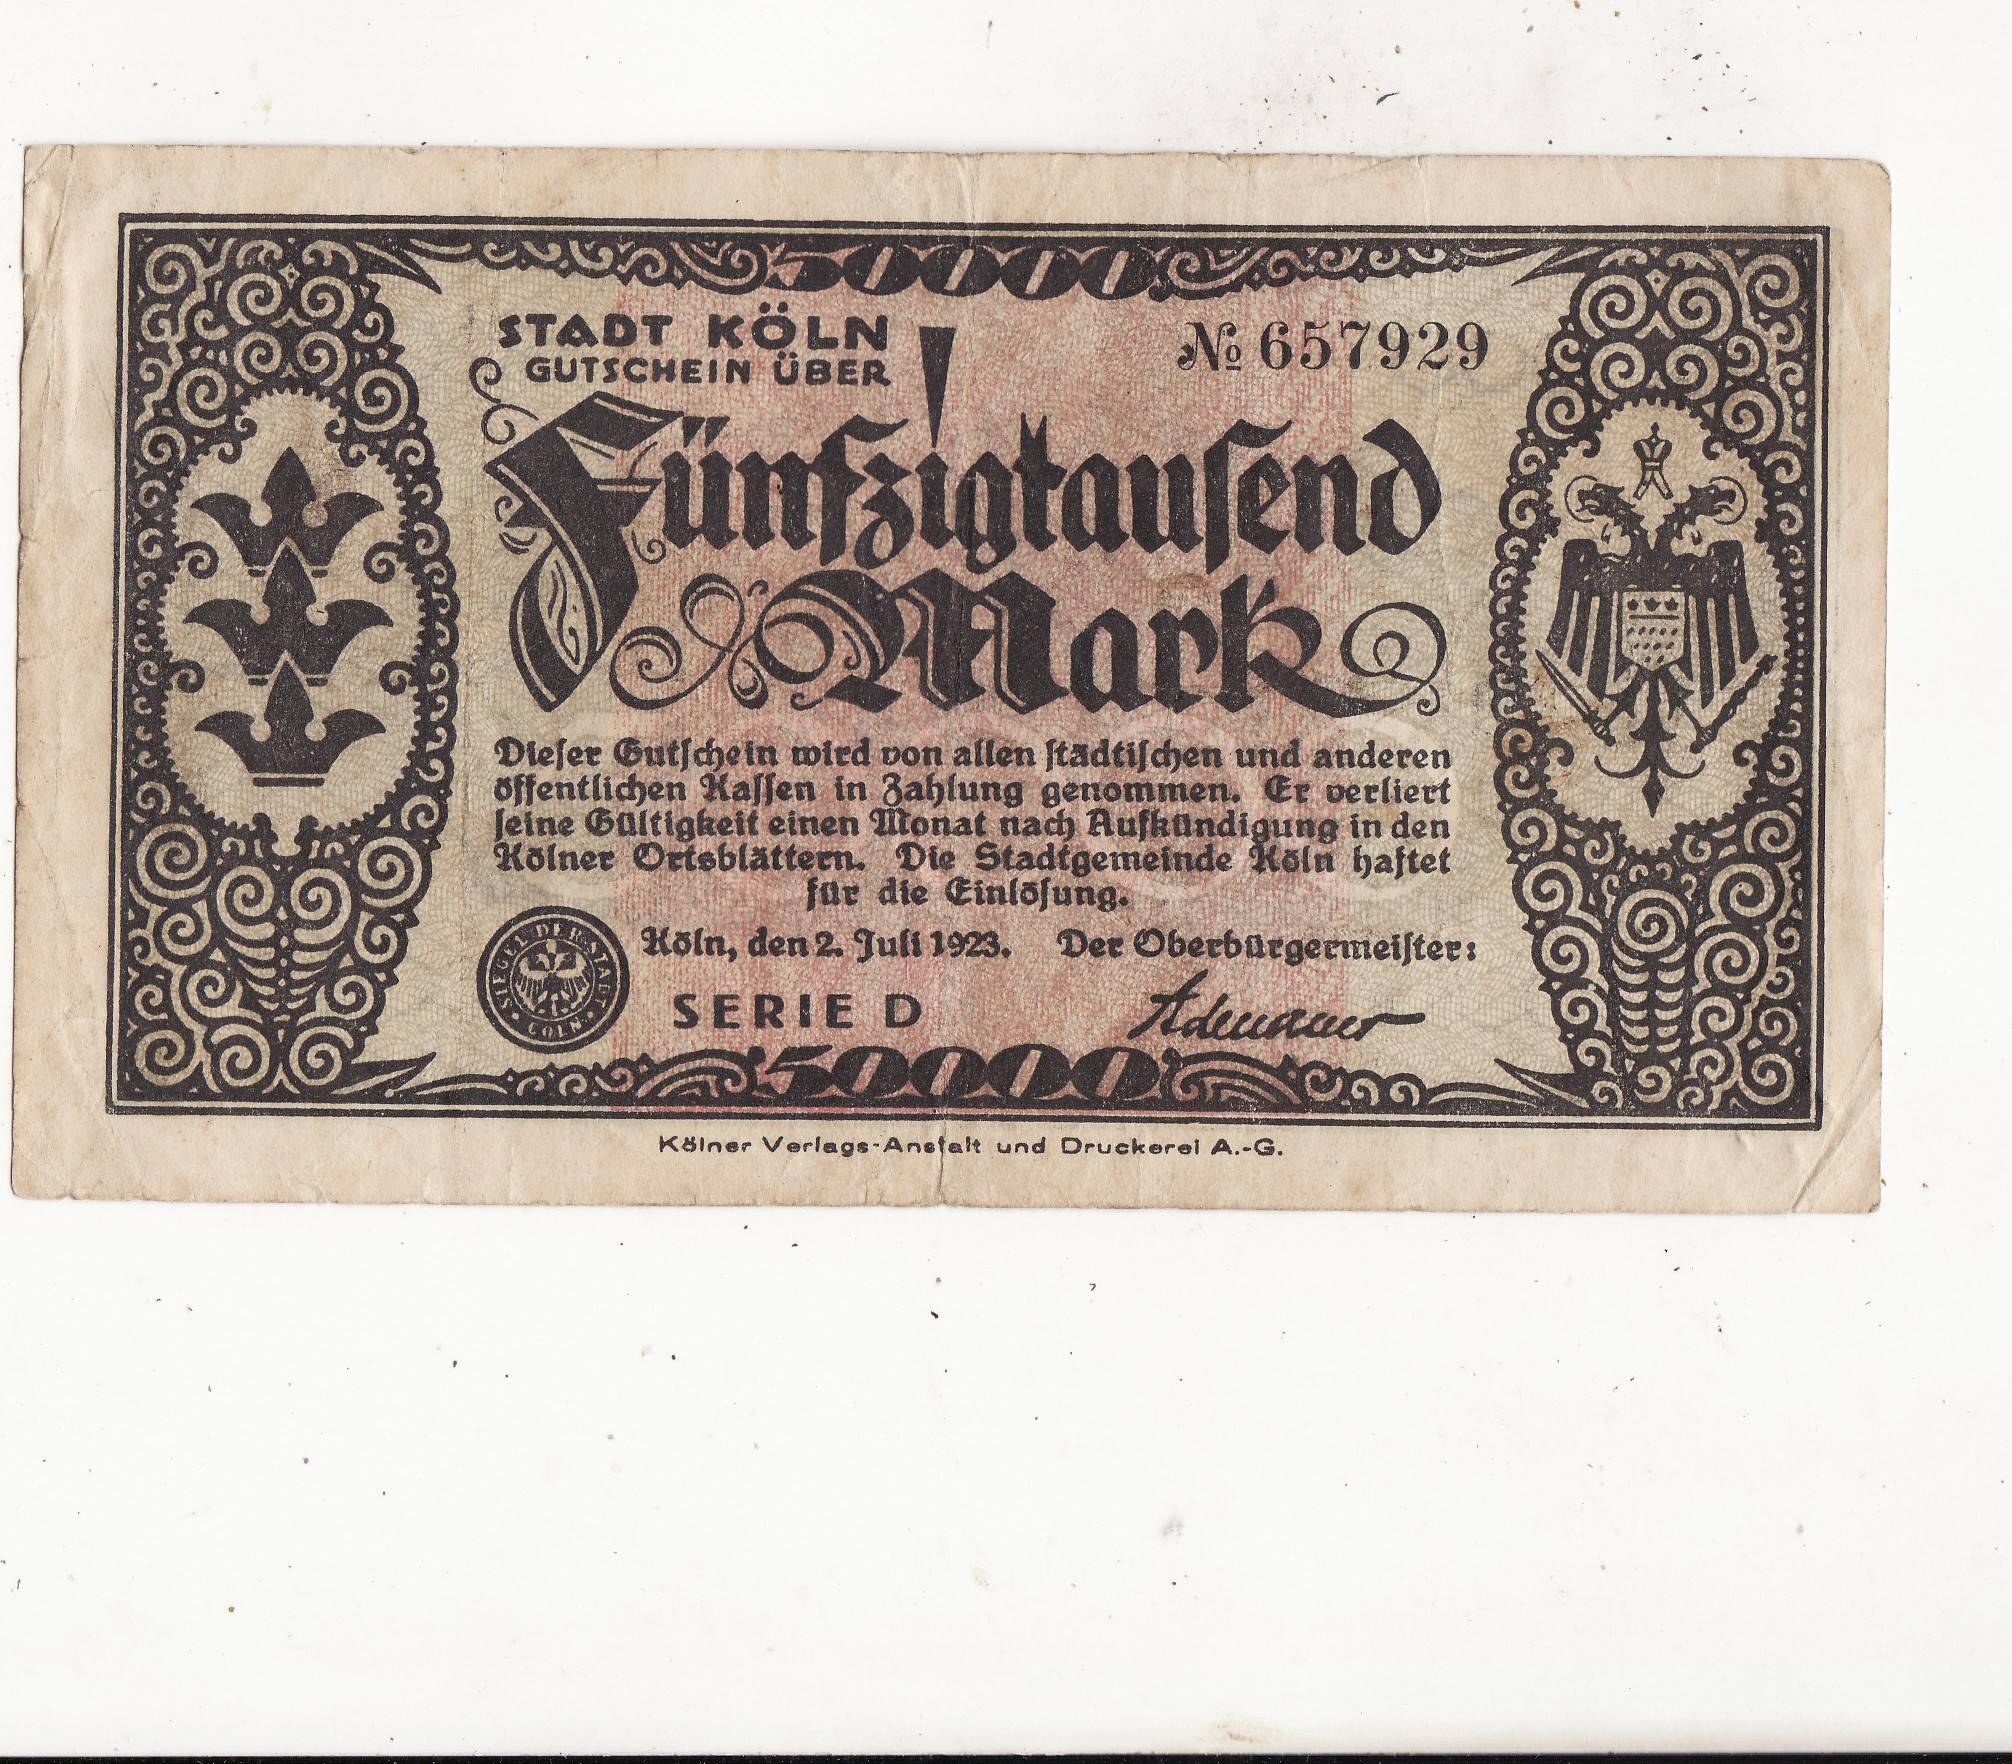 50000
STADT KÖLN
GUTSCHEIN ÜBER
№ 657929
Fünfzigtauſend
Mark
Dieſer Gutſchein wird von allen ſtädtiſchen und anderen
öffentlichen Kaſſen in Zahlung genommen. Er verliert
ſeine Gültigkeit einen Monat nach Aufkündigung in den
Kölner Ortsblättern. Die Stadtgemeinde Köln haftet
für die Einlöſung.
Köln, den 2. Juli 1923. Der Oberbürgermeiſter:
SERIE D
Adenauer
50000
Kölner Verlags-Anstalt und Druckerei A.-G.